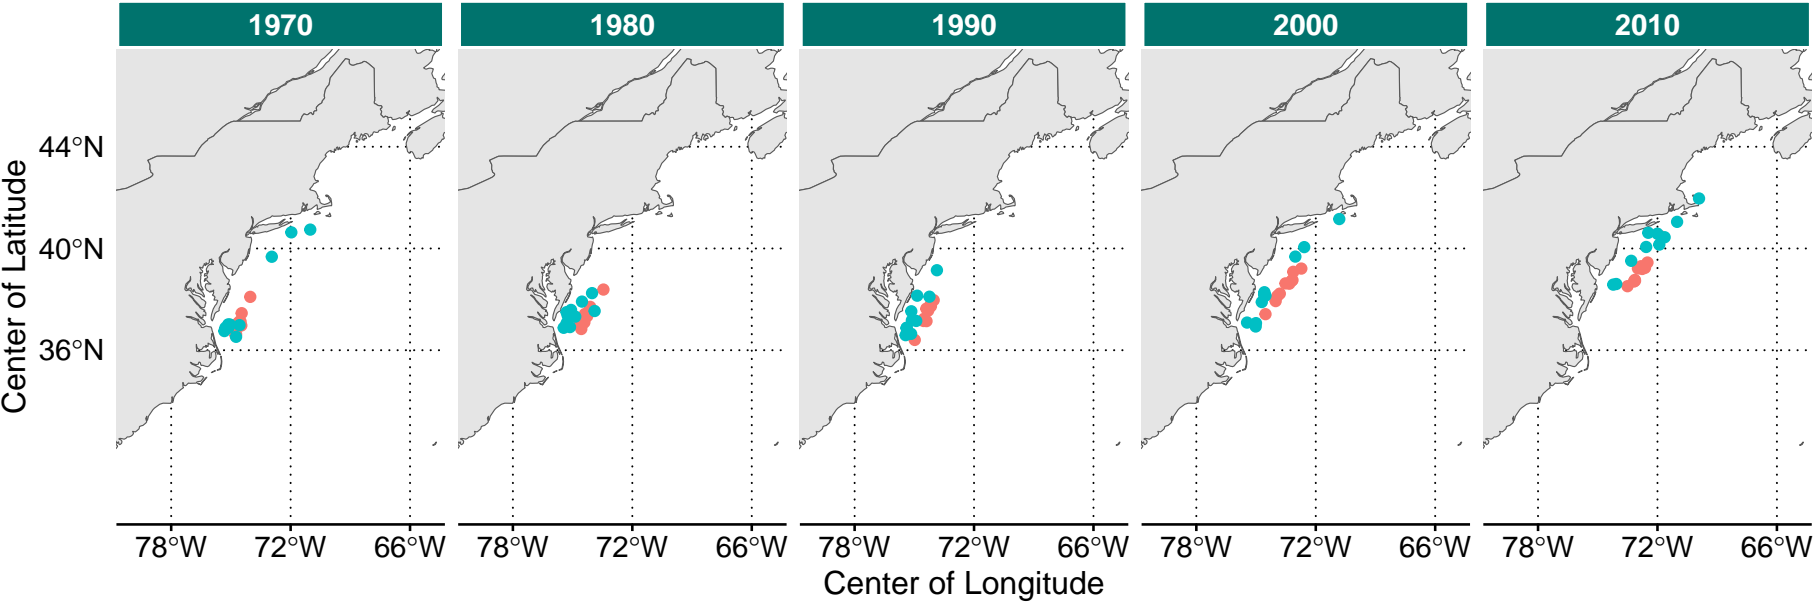 1970 1980 1990 2000 2010
44°N
40°N
36°N
Center of Latitude
78°W 72°W 66°W 78°W 72°W 66°W 78°W 72°W 66°W 78°W 72°W 66°W 78°W 72°W 66°W
Center of Longitude